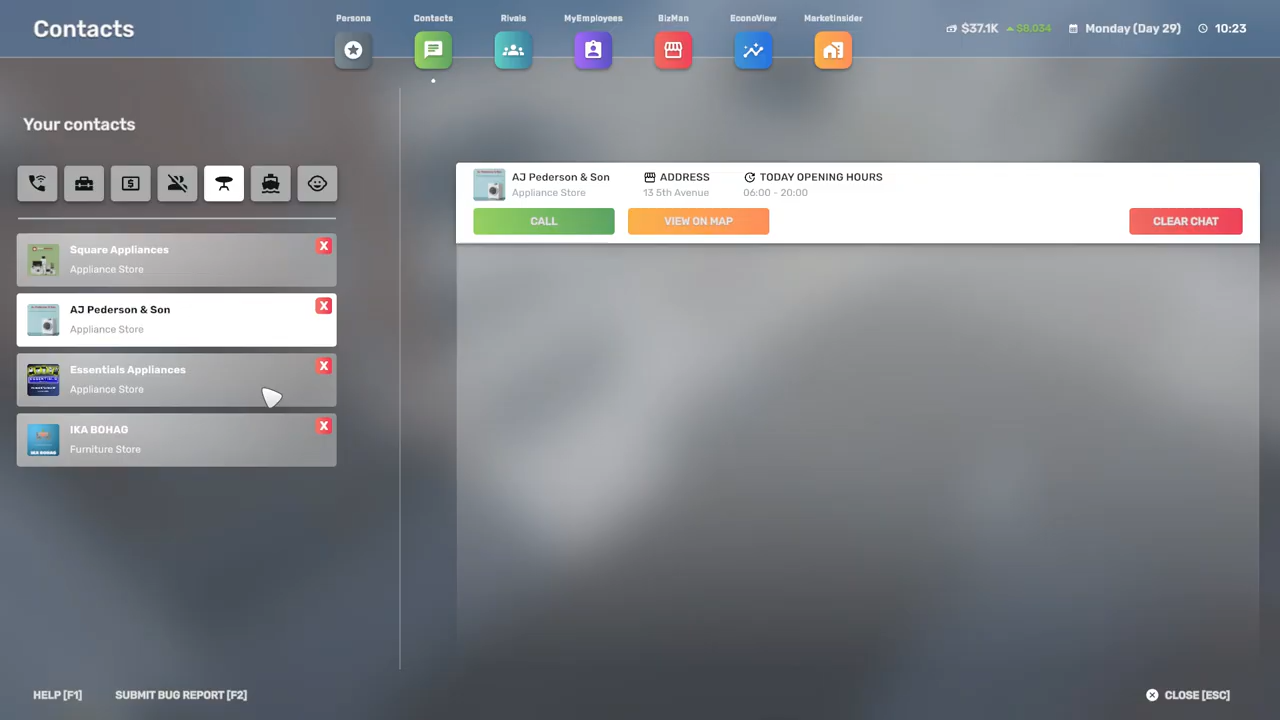 Contacts
Persona
Contacts
Rivals
MyEmployees
BizMan
EconoView
MarketInsider
$37.1K
$8.034
Monday (Day 29)
10:23
Your contacts
Square Appliances
Appliance Store
X
AJ Pederson & Son
Appliance Store
X
Essentials Appliances
Appliance Store
X
IKA BOHAG
Furniture Store
X
AJ Pederson & Son
Appliance Store
ADDRESS
13 5th Avenue
TODAY OPENING HOURS
06:00 - 20:00
CALL
VIEW ON MAP
CLEAR CHAT
HELP [F1]
SUBMIT BUG REPORT [F2]
CLOSE [ESC]